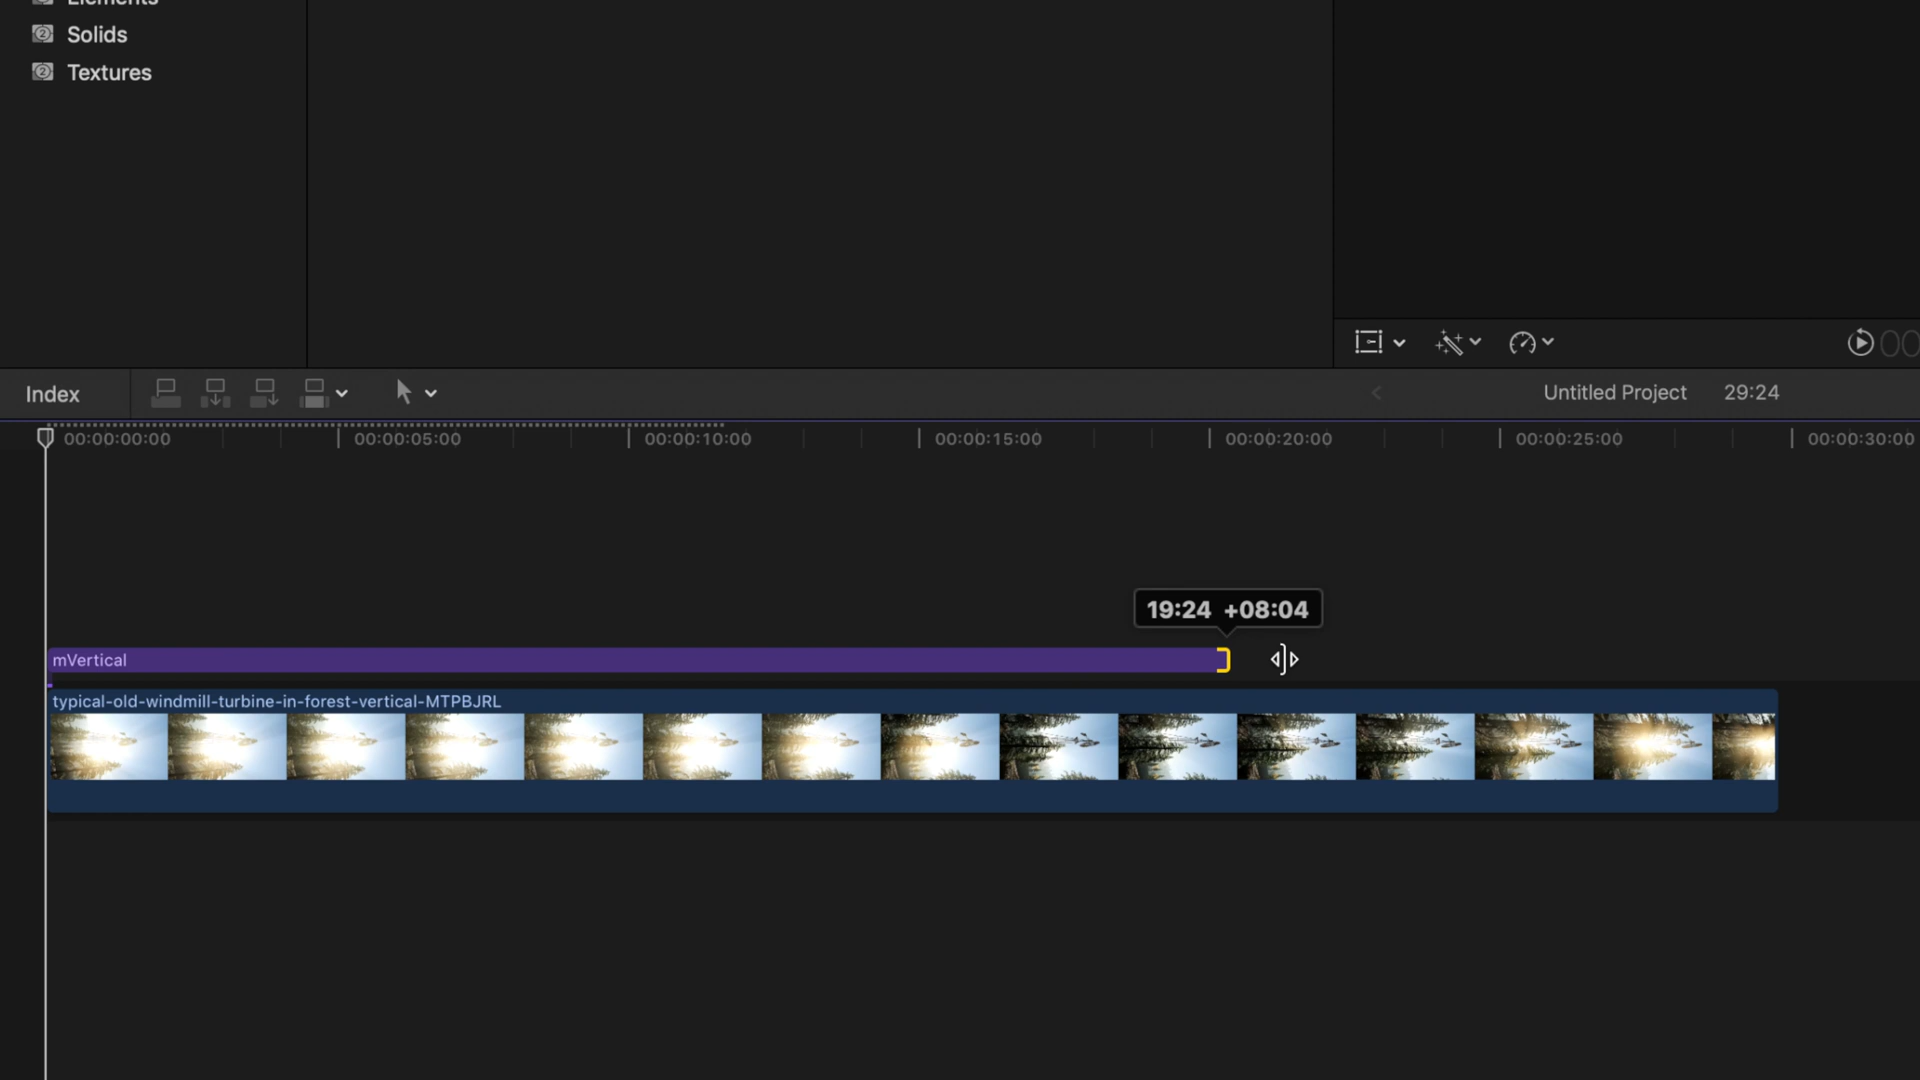 Elements
Solids
Textures
Index
Untitled Project 29:24
00:00:00:00 00:00:05:00 00:00:10:00 00:00:15:00 00:00:20:00 00:00:25:00 00:00:30:00
19:24 +08:04
mVertical
typical-old-windmill-turbine-in-forest-vertical-MTPBJRL